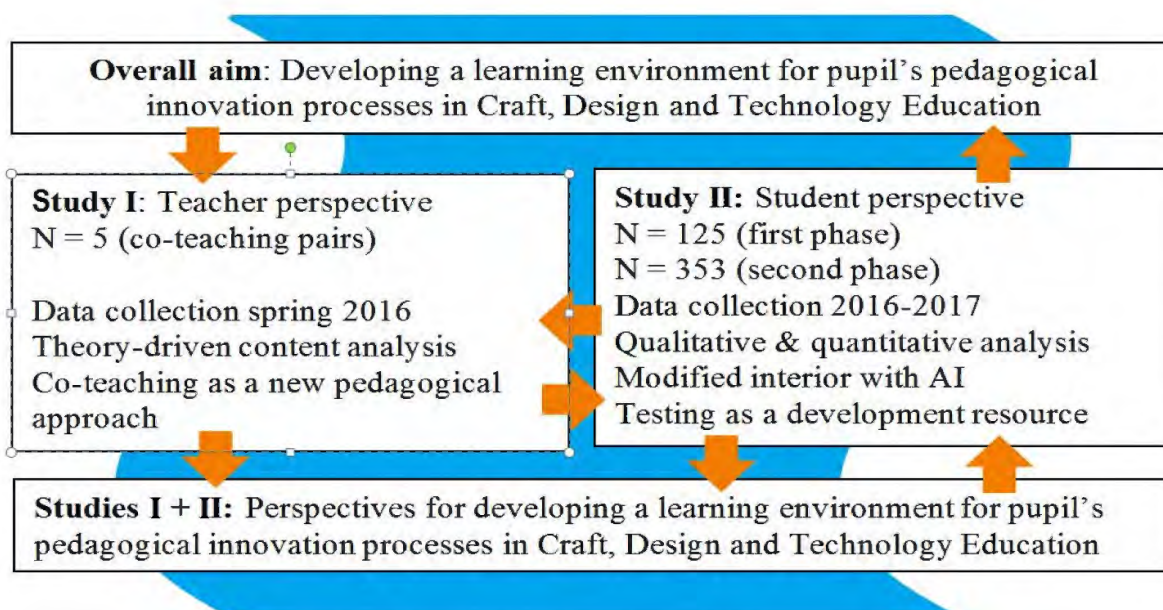 Overall aim: Developing a learning environment for pupil's pedagogical
innovation processes in Craft, Design and Technology Education
Study I: Teacher perspective
N = 5 (co-teaching pairs)
Data collection spring 2016
Theory-driven content analysis
Co-teaching as a new pedagogical
approach
Study II: Student perspective
N = 125 (first phase)
N = 353 (second phase)
Data collection 2016-2017
Qualitative & quantitative analysis
Modified interior with AI
Testing as a development resource
Studies I + II: Perspectives for developing a learning environment for pupil's
pedagogical innovation processes in Craft, Design and Technology Education